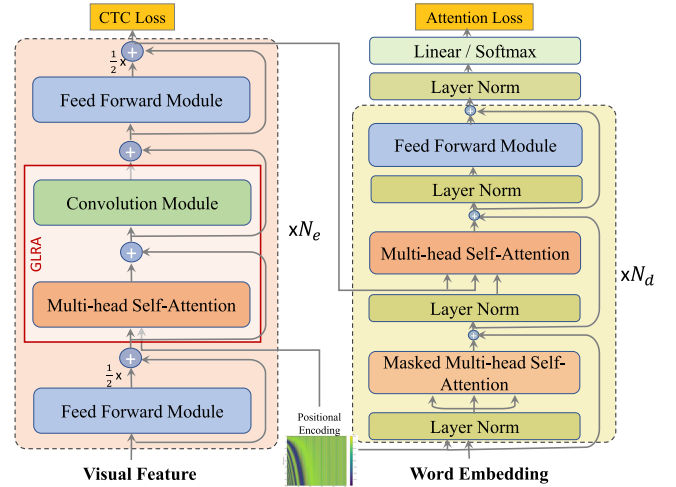 CTC Loss
½ x
Feed Forward Module
Convolution Module
GLRA
Multi-head Self-Attention
xNₑ
½ x
Feed Forward Module
Visual Feature
Positional
Encoding
Attention Loss
Linear / Softmax
Layer Norm
Feed Forward Module
Layer Norm
Multi-head Self-Attention
xN_d
Layer Norm
Masked Multi-head Self-
Attention
Layer Norm
Word Embedding